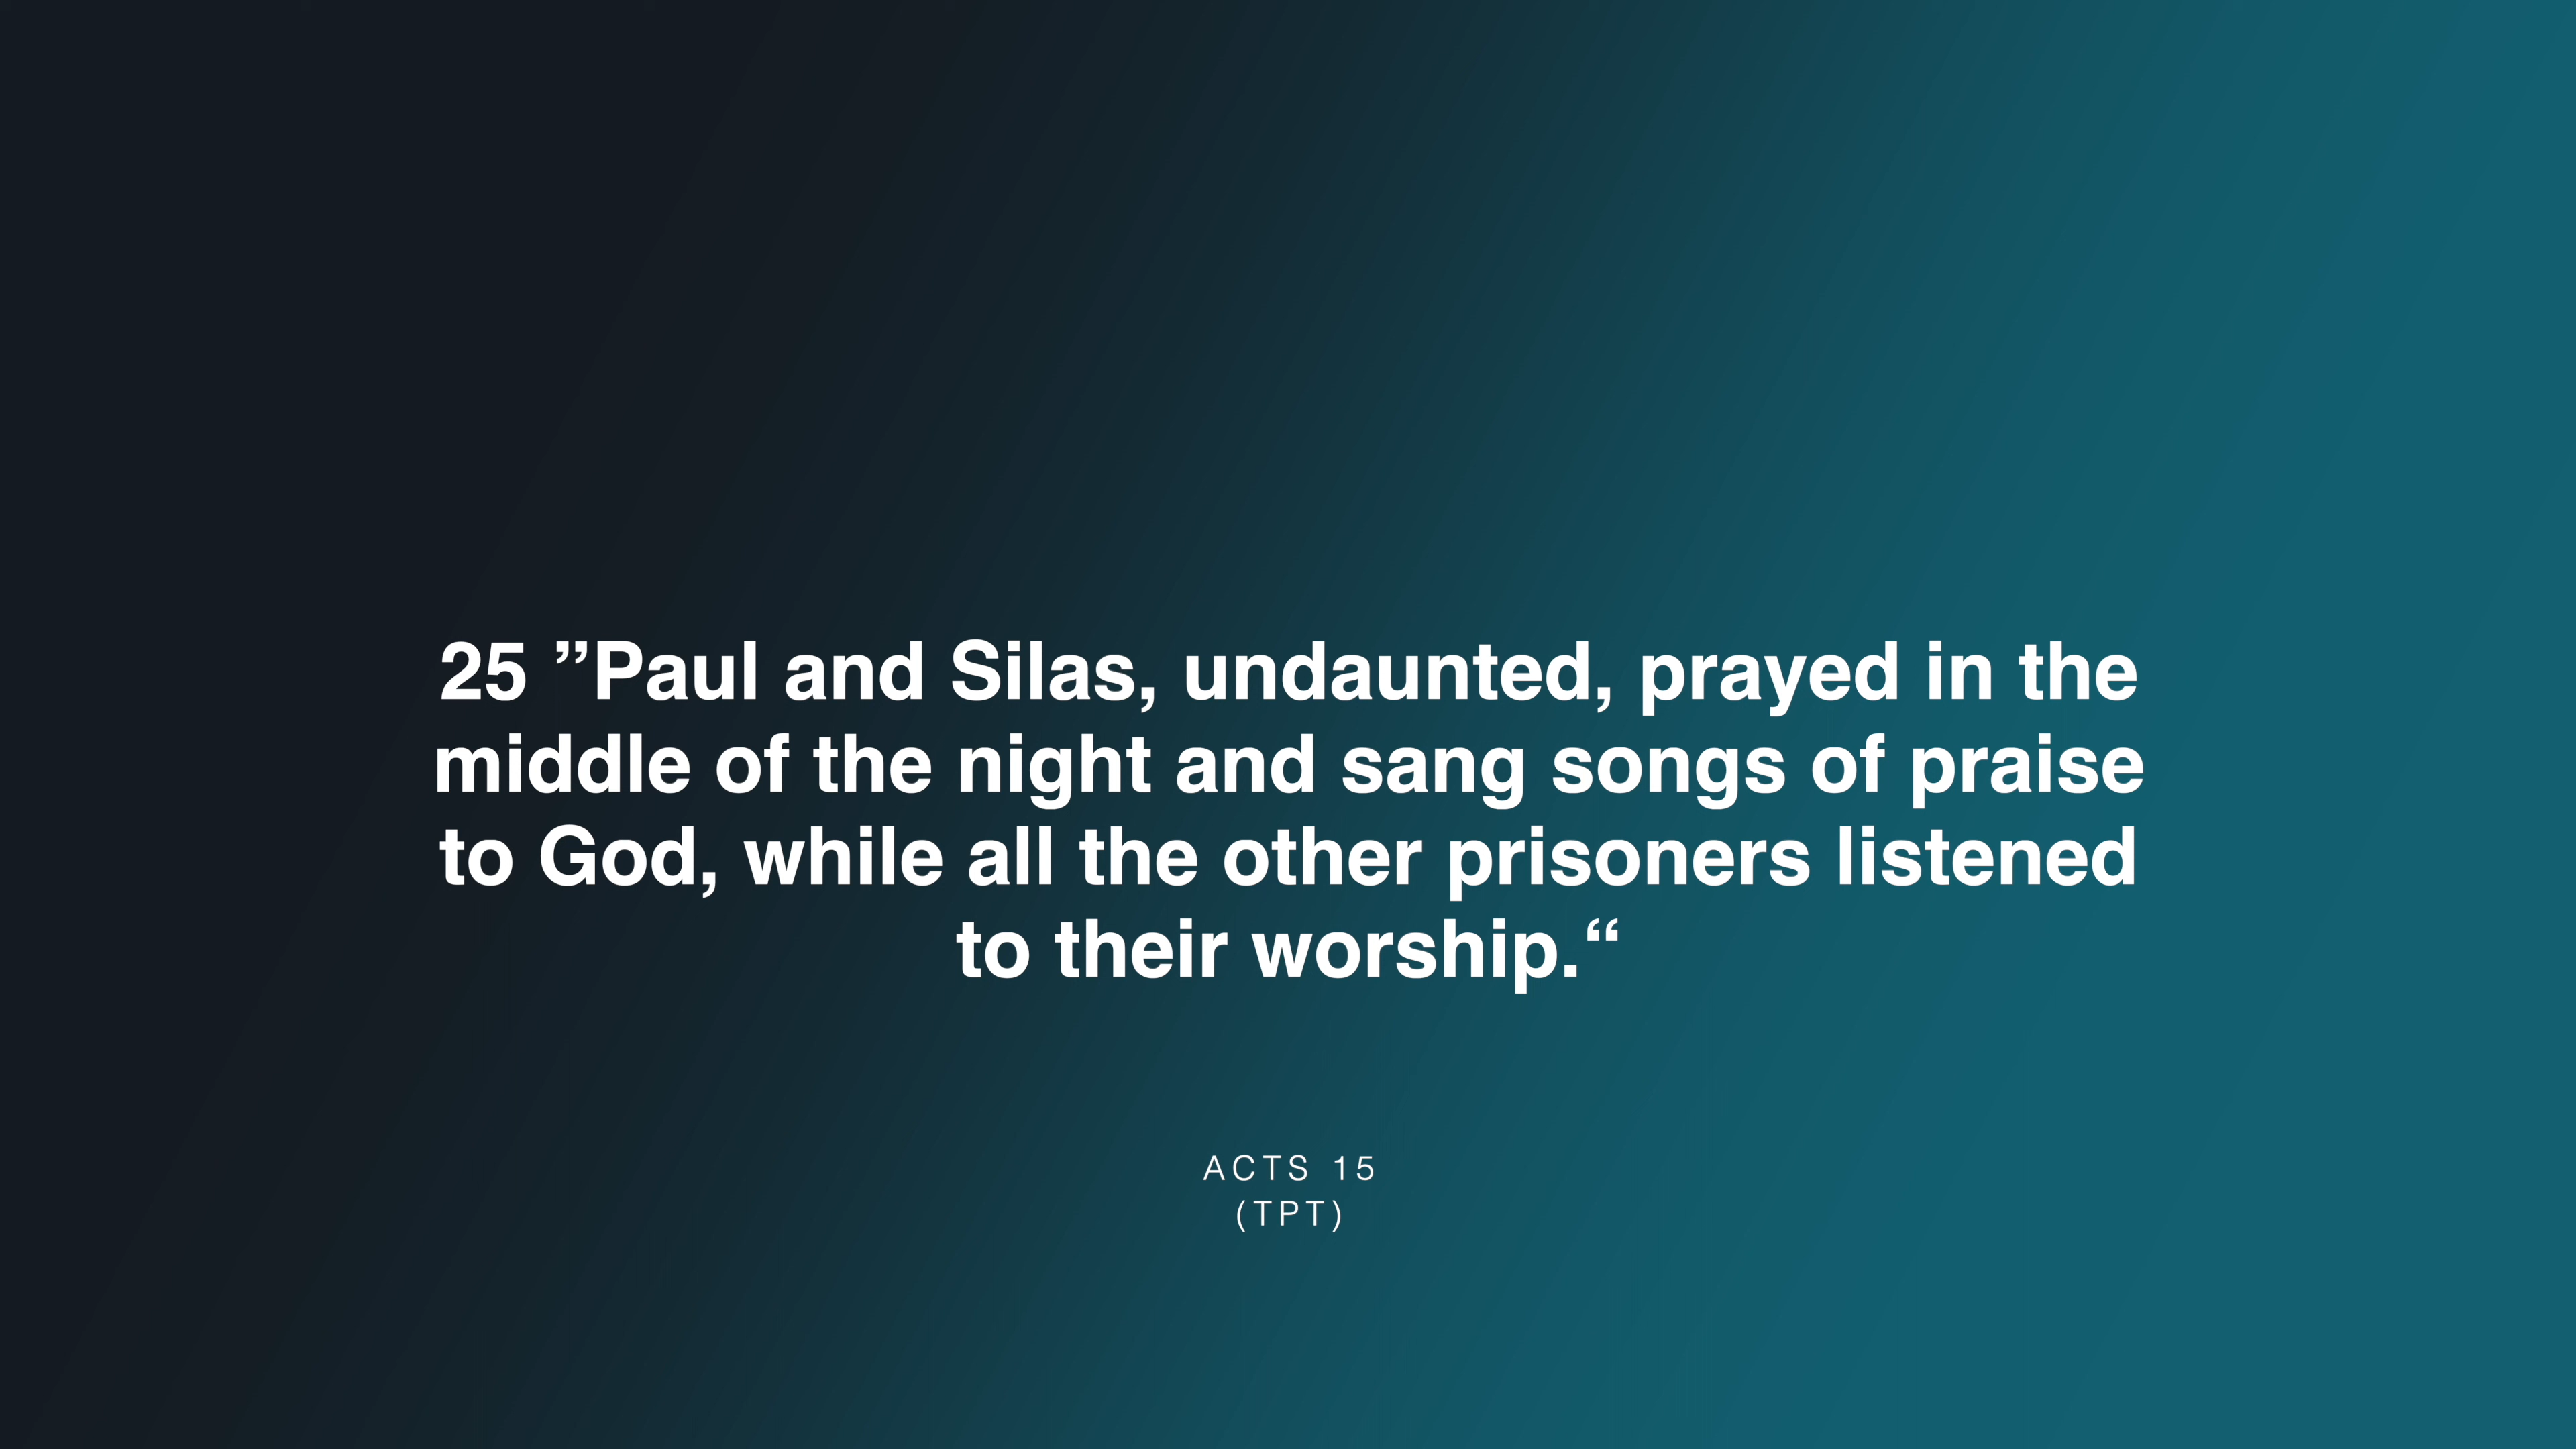 25 ”Paul and Silas, undaunted, prayed in the
middle of the night and sang songs of praise
to God, while all the other prisoners listened
to their worship.“
ACTS 15
(TPT)